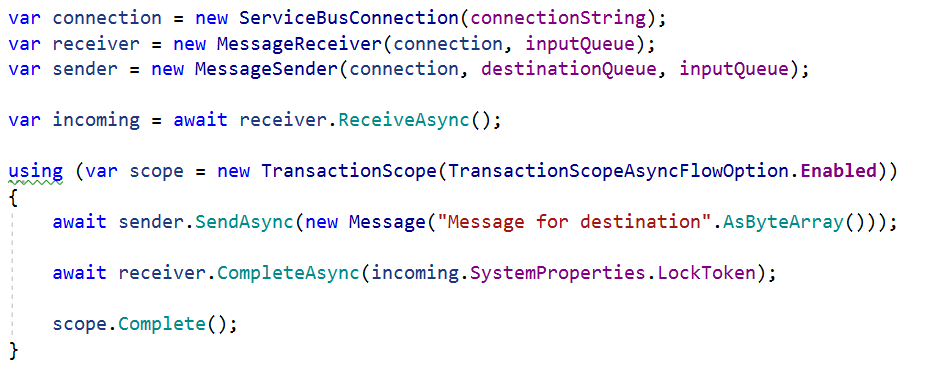 var connection = new ServiceBusConnection(connectionString);
var receiver = new MessageReceiver(connection, inputQueue);
var sender = new MessageSender(connection, destinationQueue, inputQueue);
var incoming = await receiver.ReceiveAsync();
using (var scope = new TransactionScope(TransactionScopeAsyncFlowOption.Enabled))
{
    await sender.SendAsync(new Message("Message for destination".AsByteArray()));
    await receiver.CompleteAsync(incoming.SystemProperties.LockToken);
    scope.Complete();
}